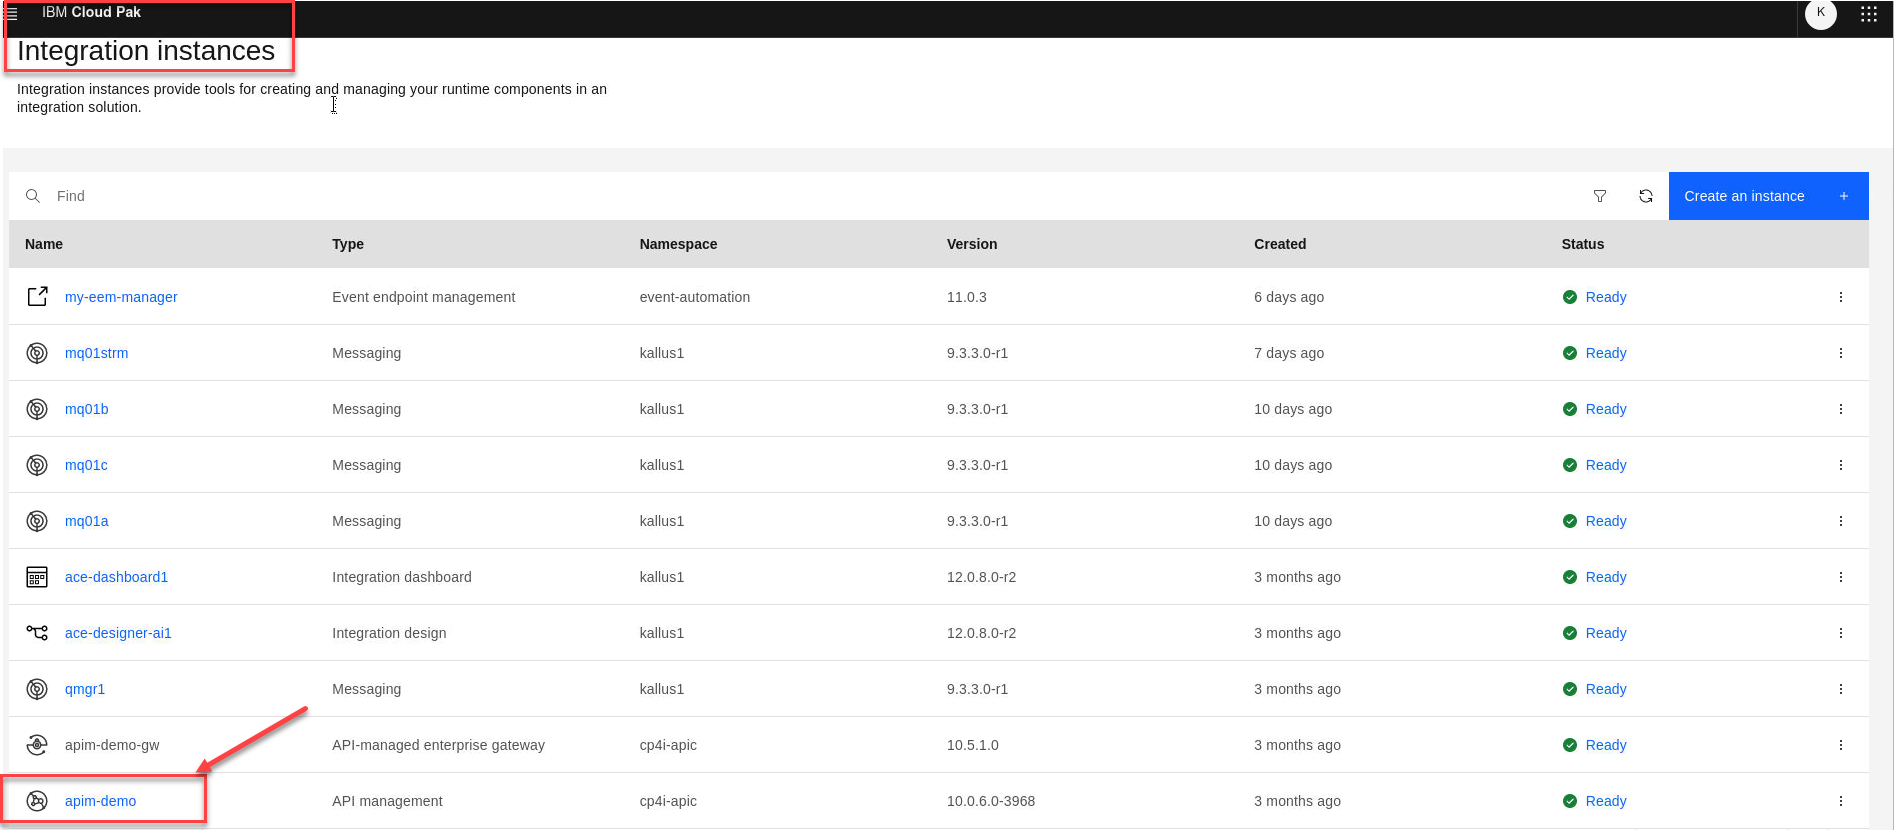 IBM Cloud Pak
K
Integration instances
Integration instances provide tools for creating and managing your runtime components in an
integration solution.
Find
Create an instance +
Name Type Namespace Version Created Status
my-eem-manager Event endpoint management event-automation 11.0.3 6 days ago Ready
mq01strm Messaging kallus1 9.3.3.0-r1 7 days ago Ready
mq01b Messaging kallus1 9.3.3.0-r1 10 days ago Ready
mq01c Messaging kallus1 9.3.3.0-r1 10 days ago Ready
mq01a Messaging kallus1 9.3.3.0-r1 10 days ago Ready
ace-dashboard1 Integration dashboard kallus1 12.0.8.0-r2 3 months ago Ready
ace-designer-ai1 Integration design kallus1 12.0.8.0-r2 3 months ago Ready
qmgr1 Messaging kallus1 9.3.3.0-r1 3 months ago Ready
apim-demo-gw API-managed enterprise gateway cp4i-apic 10.5.1.0 3 months ago Ready
apim-demo API management cp4i-apic 10.0.6.0-3968 3 months ago Ready